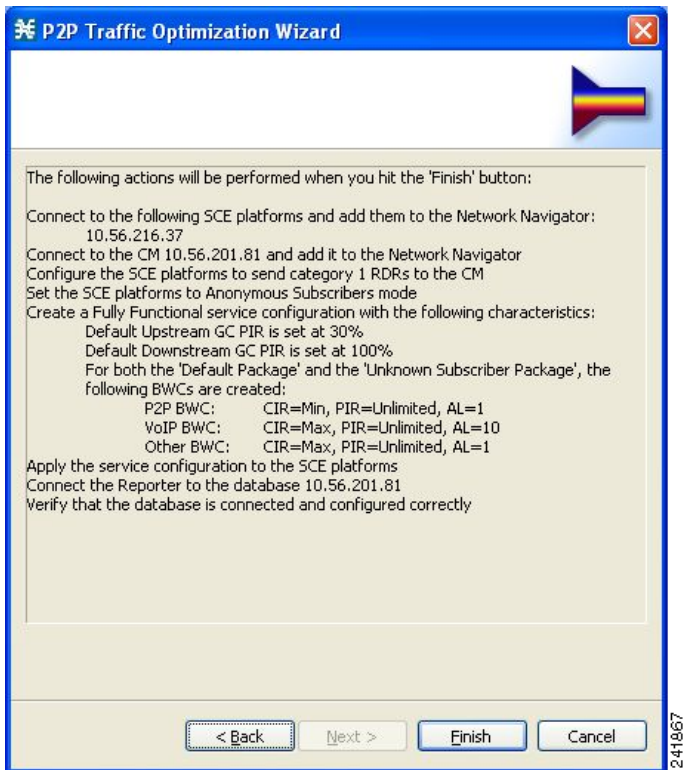 P2P Traffic Optimization Wizard
The following actions will be performed when you hit the 'Finish' button:
Connect to the following SCE platforms and add them to the Network Navigator:
10.56.216.37
Connect to the CM 10.56.201.81 and add it to the Network Navigator
Configure the SCE platforms to send category 1 RDRs to the CM
Set the SCE platforms to Anonymous Subscribers mode
Create a Fully Functional service configuration with the following characteristics:
Default Upstream GC PIR is set at 30%
Default Downstream GC PIR is set at 100%
For both the 'Default Package' and the 'Unknown Subscriber Package', the
following BWCs are created:
P2P BWC: CIR=Min, PIR=Unlimited, AL=1
VoIP BWC: CIR=Max, PIR=Unlimited, AL=10
Other BWC: CIR=Max, PIR=Unlimited, AL=1
Apply the service configuration to the SCE platforms
Connect the Reporter to the database 10.56.201.81
Verify that the database is connected and configured correctly
< Back Next > Finish Cancel
241867